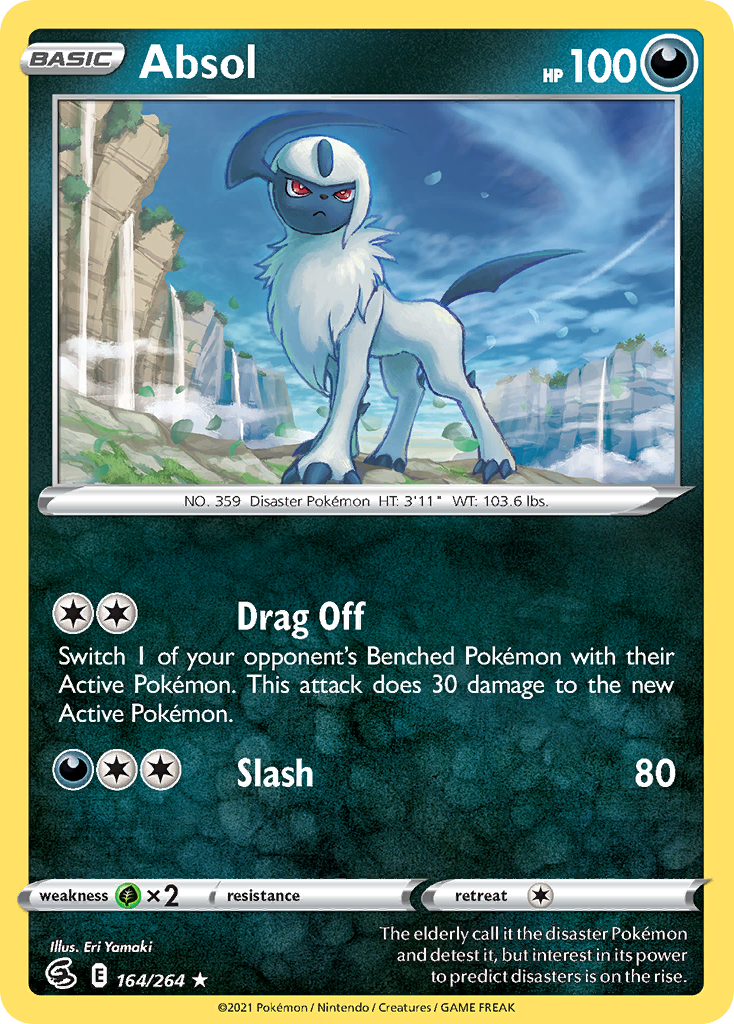 BASIC Absol HP 100
NO. 359 Disaster Pokémon HT: 3'11" WT: 103.6 lbs.
Drag Off
Switch 1 of your opponent's Benched Pokémon with their
Active Pokémon. This attack does 30 damage to the new
Active Pokémon.
Slash 80
weakness ×2 resistance retreat
Illus. Eri Yamaki
The elderly call it the disaster Pokémon
and detest it, but interest in its power
to predict disasters is on the rise.
E 164/264 ★
©2021 Pokémon / Nintendo / Creatures / GAME FREAK